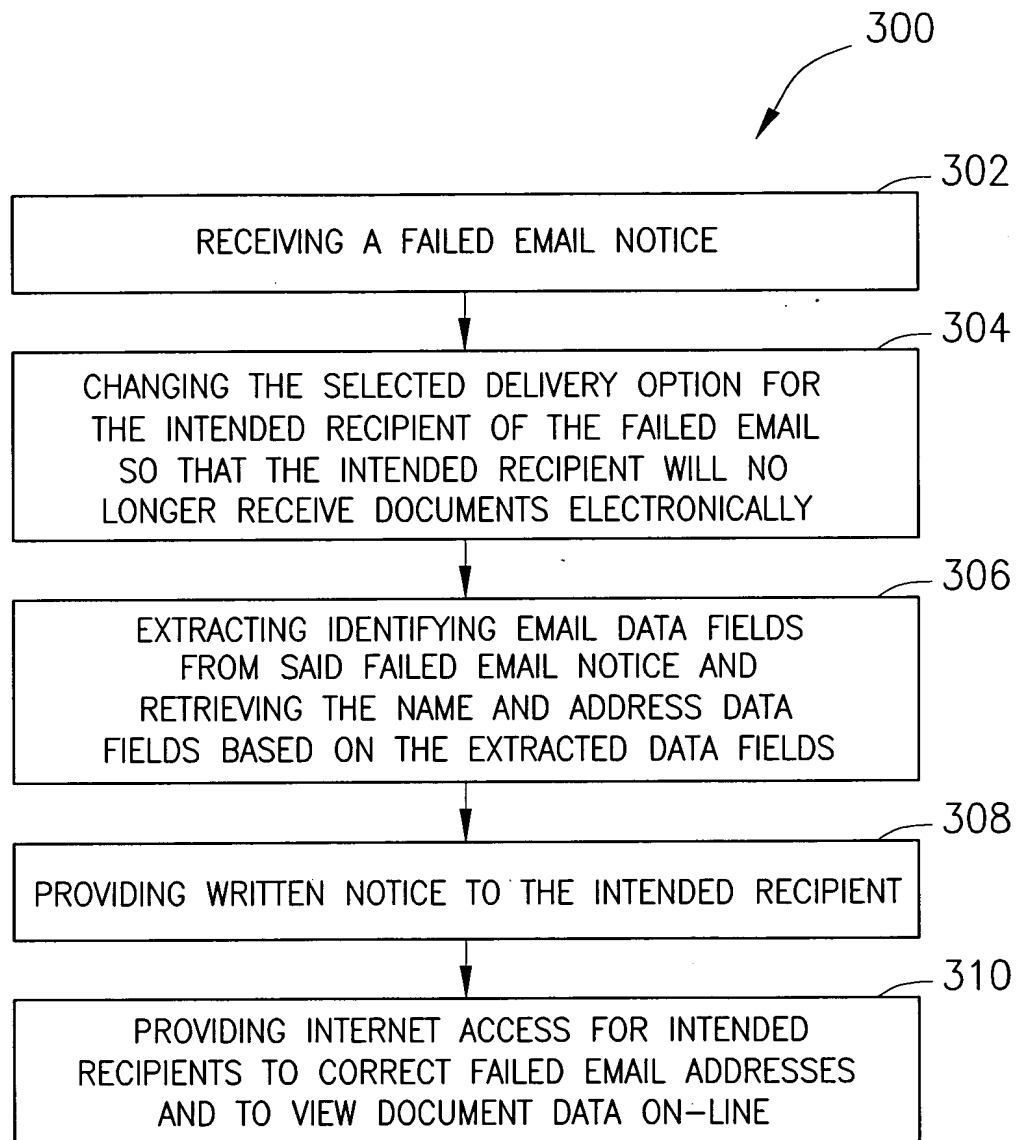 300
302
RECEIVING A FAILED EMAIL NOTICE
304
CHANGING THE SELECTED DELIVERY OPTION FOR
THE INTENDED RECIPIENT OF THE FAILED EMAIL
SO THAT THE INTENDED RECIPIENT WILL NO
LONGER RECEIVE DOCUMENTS ELECTRONICALLY
306
EXTRACTING IDENTIFYING EMAIL DATA FIELDS
FROM SAID FAILED EMAIL NOTICE AND
RETRIEVING THE NAME AND ADDRESS DATA
FIELDS BASED ON THE EXTRACTED DATA FIELDS
308
PROVIDING WRITTEN NOTICE TO THE INTENDED RECIPIENT
310
PROVIDING INTERNET ACCESS FOR INTENDED
RECIPIENTS TO CORRECT FAILED EMAIL ADDRESSES
AND TO VIEW DOCUMENT DATA ON-LINE